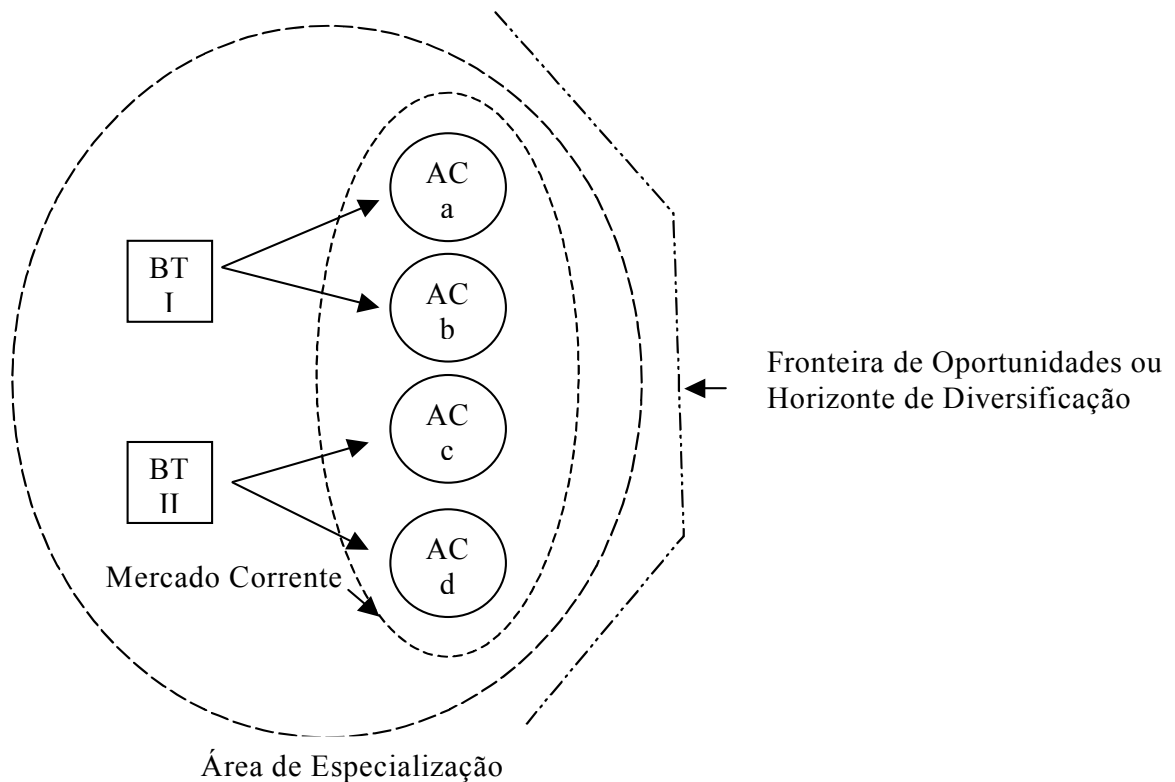 AC
a
BT
I
AC
b
Fronteira de Oportunidades ou
Horizonte de Diversificação
AC
c
BT
II
AC
d
Mercado Corrente
Área de Especialização